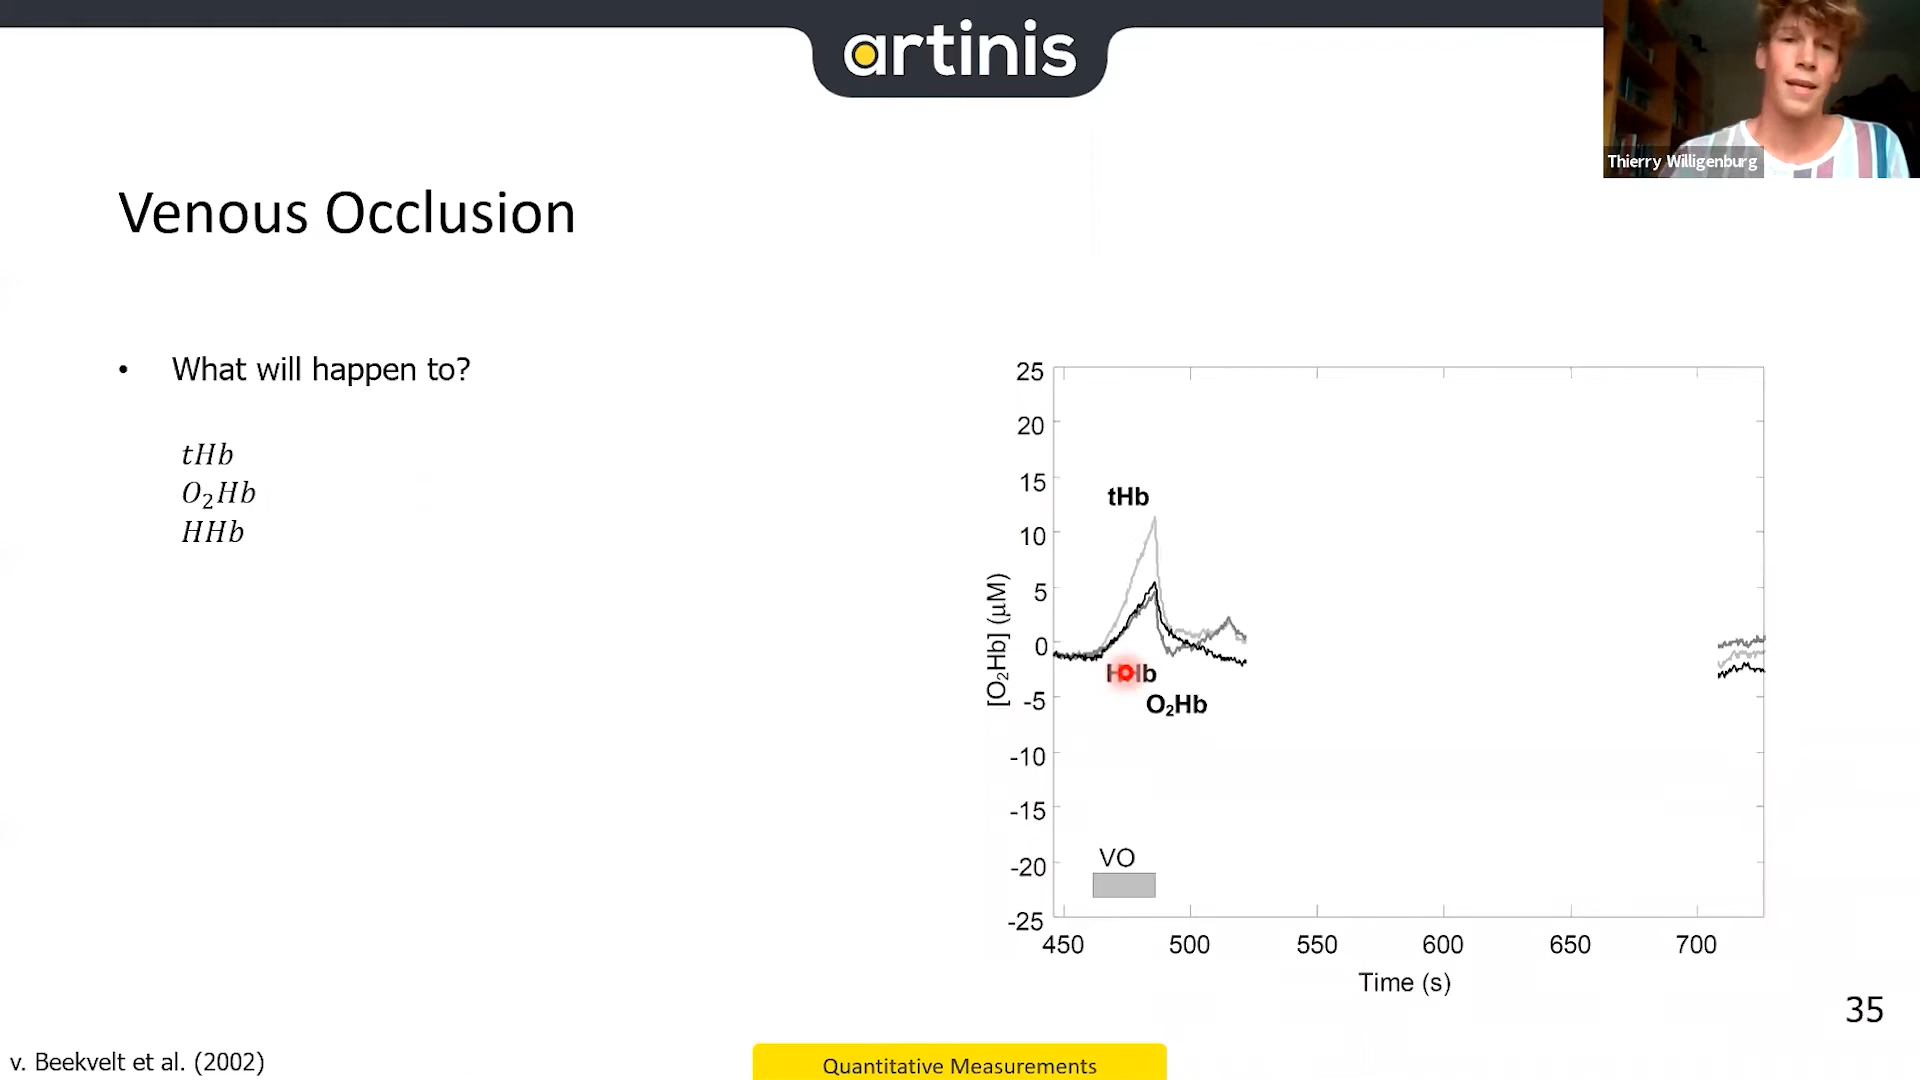 artinis
Thierry Willigenburg
Venous Occlusion
• What will happen to?
tHb
O₂Hb
HHb
25
20
15
10
5
0
-5
-10
-15
-20
-25
[O₂Hb] (μM)
tHb
HHb
O₂Hb
VO
450 500 550 600 650 700
Time (s)
35
v. Beekvelt et al. (2002)
Quantitative Measurements